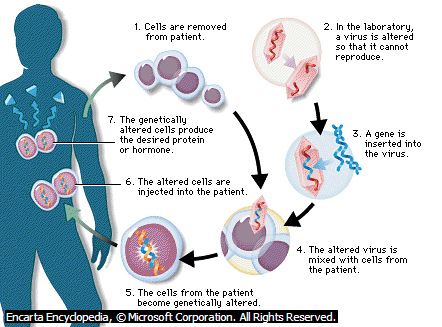 1. Cells are removed
from patient.
2. In the laboratory,
a virus is altered
so that it cannot
reproduce.
3. A gene is
inserted into
the virus.
4. The altered virus is
mixed with cells from
the patient.
5. The cells from the patient
become genetically altered.
6. The altered cells are
injected into the patient.
7. The genetically
altered cells produce
the desired protein
or hormone.
Encarta Encyclopedia, © Microsoft Corporation. All Rights Reserved.